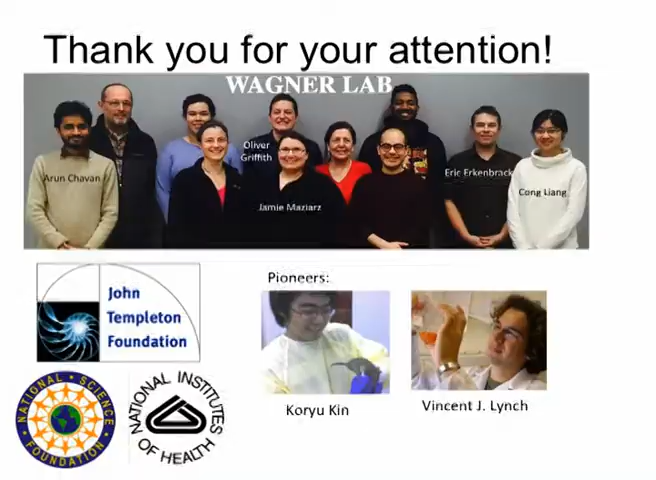 Thank you for your attention!
WAGNER LAB
Oliver
Griffith
Arun Chavan
Eric Erkenbrack
Cong Liang
Jamie Maziarz
John
Templeton
Foundation
Pioneers:
Koryu Kin
Vincent J. Lynch
NATIONAL SCIENCE FOUNDATION
NATIONAL INSTITUTES OF HEALTH